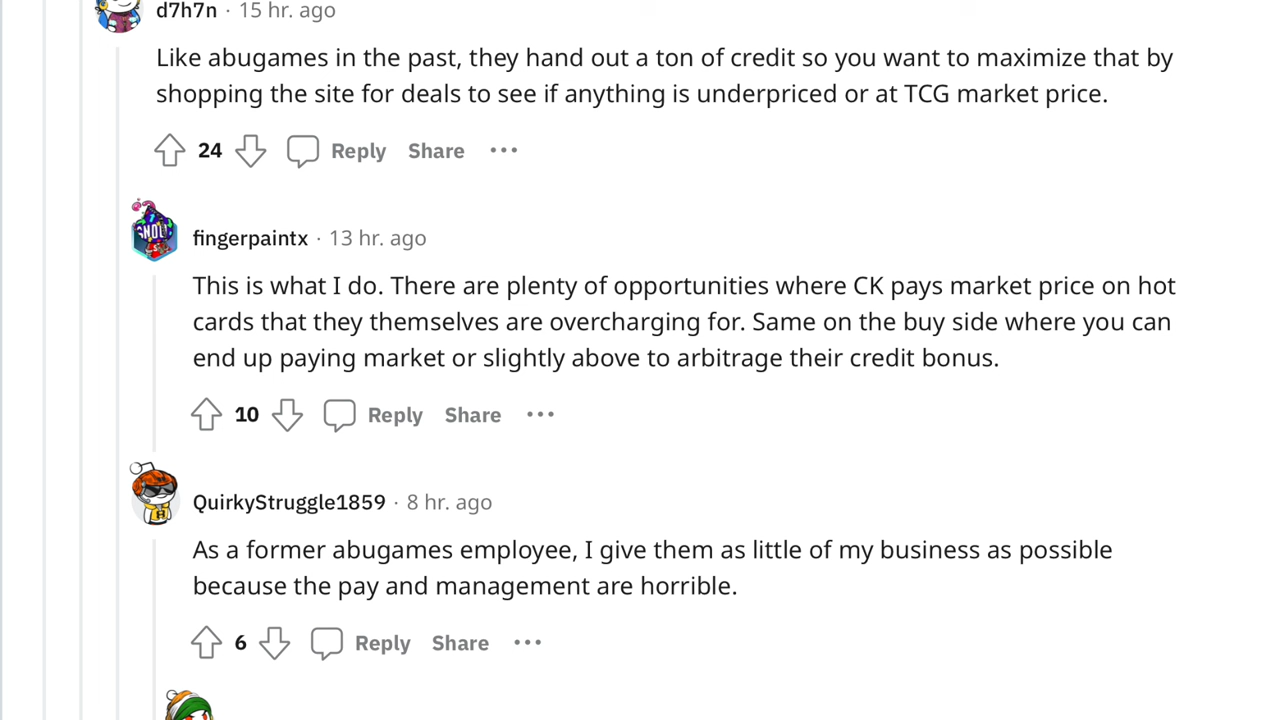 d7h7n · 15 hr. ago
Like abugames in the past, they hand out a ton of credit so you want to maximize that by
shopping the site for deals to see if anything is underpriced or at TCG market price.
24 Reply Share ···
fingerpaintx · 13 hr. ago
This is what I do. There are plenty of opportunities where CK pays market price on hot
cards that they themselves are overcharging for. Same on the buy side where you can
end up paying market or slightly above to arbitrage their credit bonus.
10 Reply Share ···
QuirkyStruggle1859 · 8 hr. ago
As a former abugames employee, I give them as little of my business as possible
because the pay and management are horrible.
6 Reply Share ···